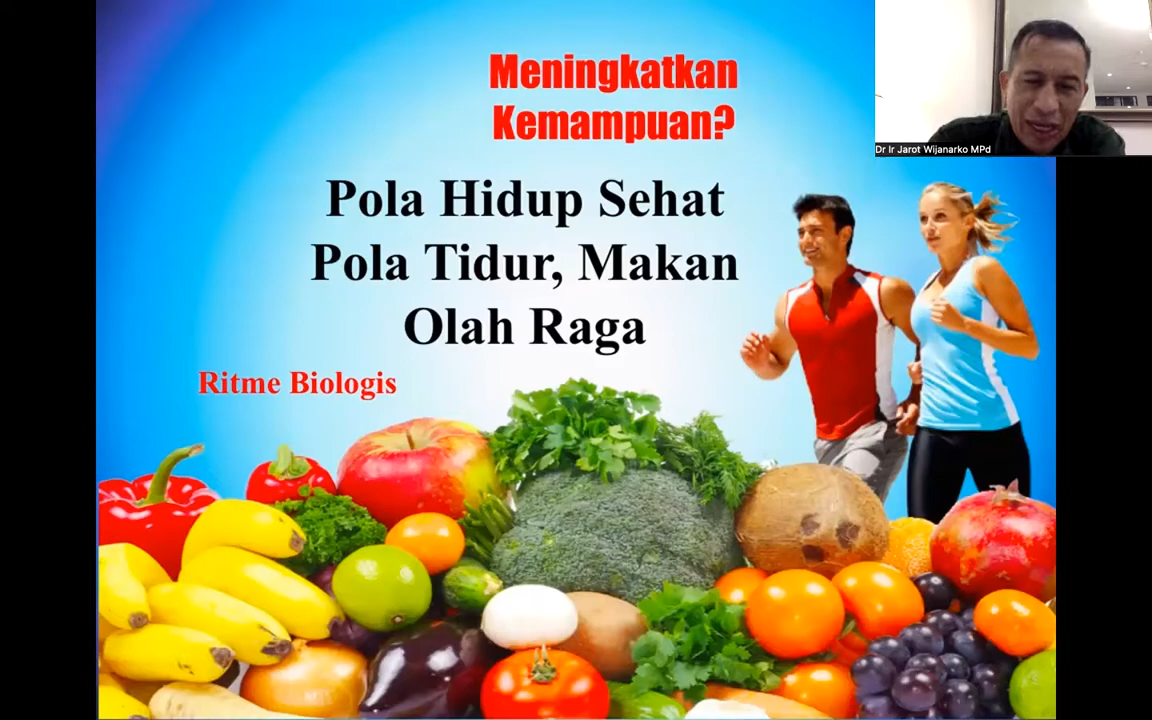 Meningkatkan
Kemampuan?
Dr Ir Jarot Wijanarko MPd
Pola Hidup Sehat
Pola Tidur, Makan
Olah Raga
Ritme Biologis